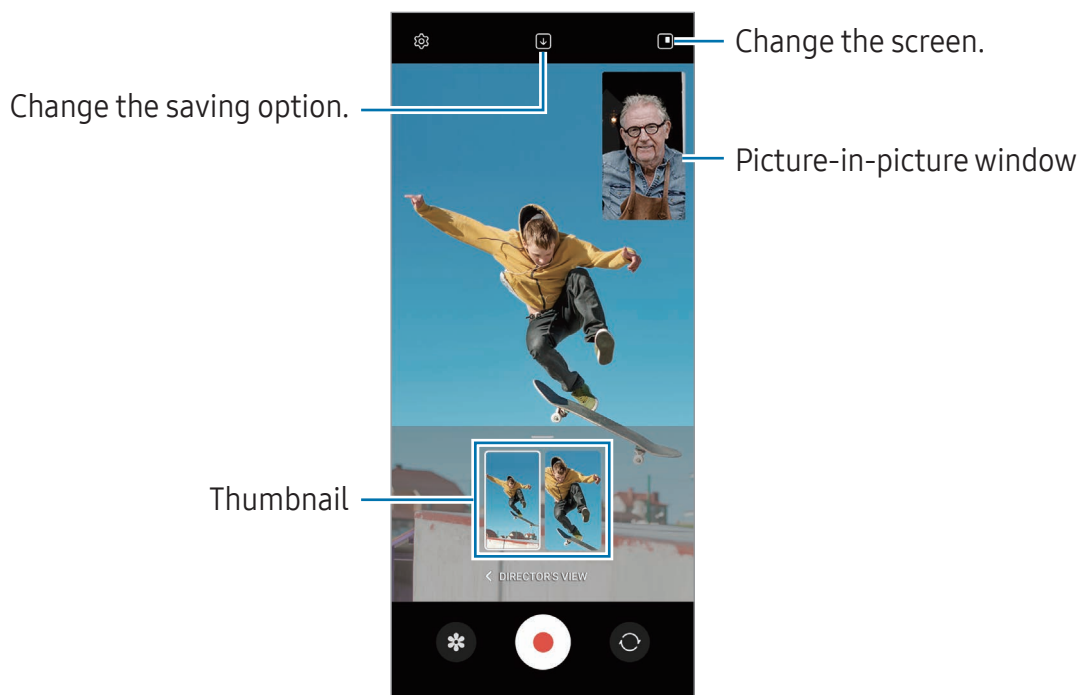 Change the screen.
Change the saving option.
Picture-in-picture window
Thumbnail
DIRECTOR'S VIEW